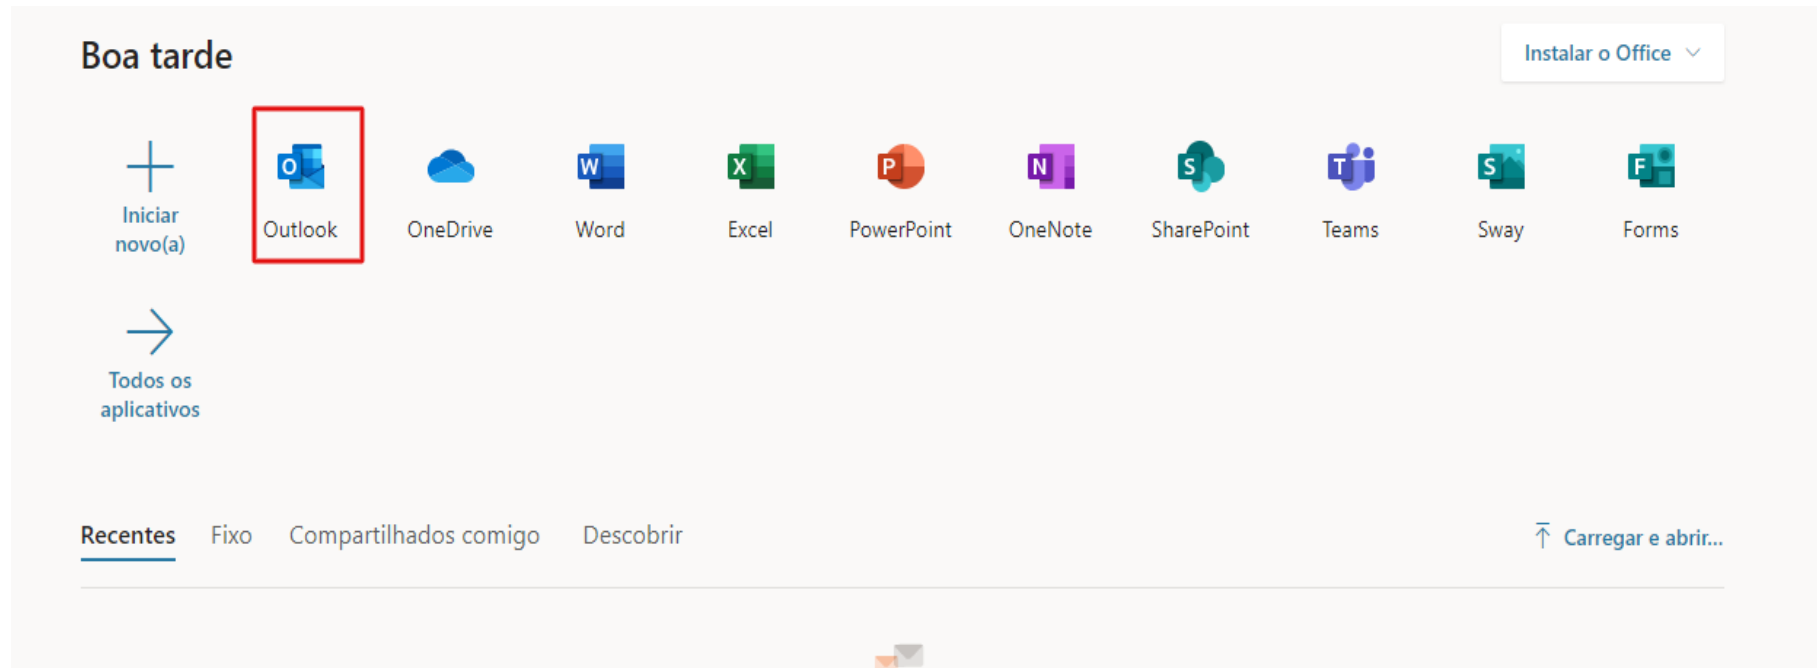 Boa tarde
Instalar o Office
Iniciar
novo(a)
Outlook
OneDrive
Word
Excel
PowerPoint
OneNote
SharePoint
Teams
Sway
Forms
O
W
X
P
N
S
T
S
F
Todos os
aplicativos
Recentes
Fixo
Compartilhados comigo
Descobrir
Carregar e abrir...